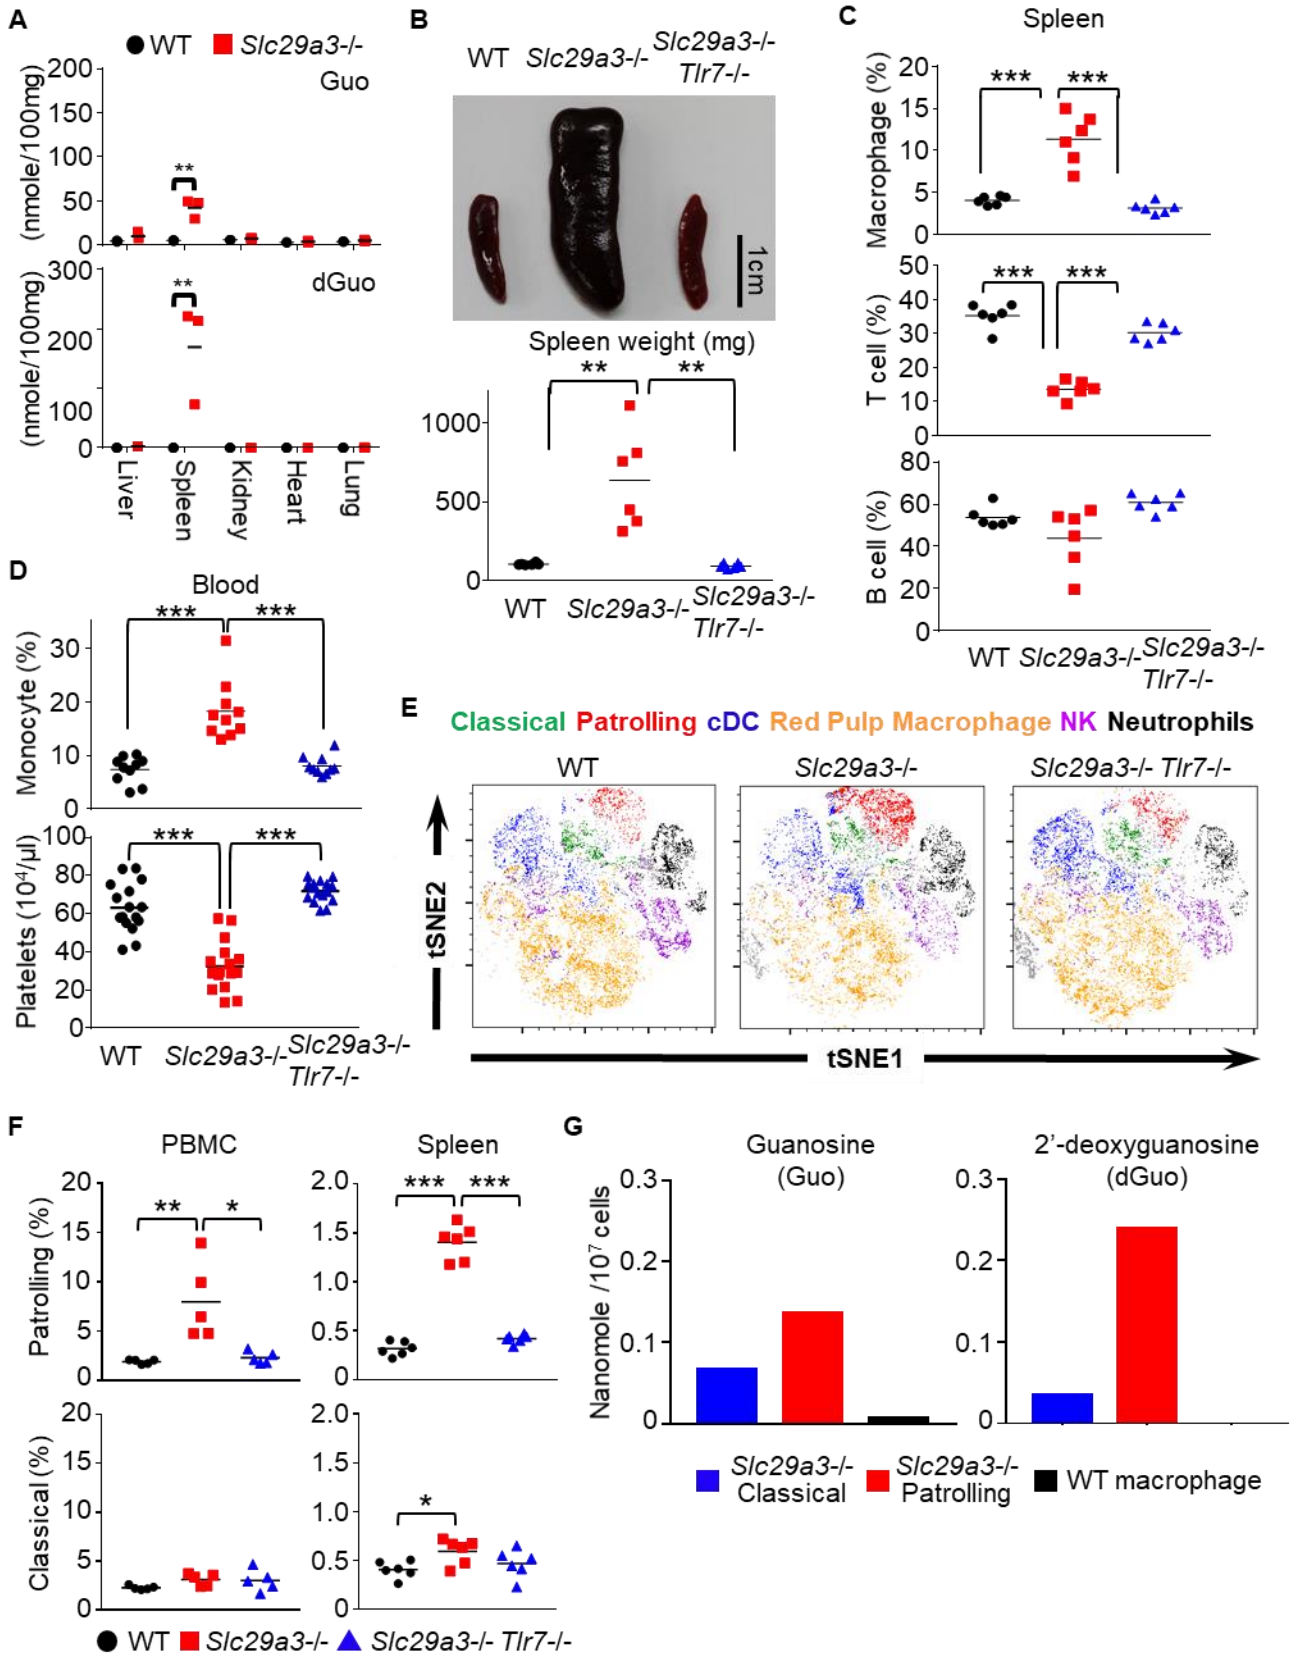 A
WT Slc29a3-/-
Guo
(nmole/100mg)
200
150
100
50
0
**
dGuo
(nmole/100mg)
300
200
100
0
**
Liver
Spleen
Kidney
Heart
Lung
B
WT Slc29a3-/- Slc29a3-/-
Tlr7-/-
1cm
Spleen weight (mg)
** **
1000
500
0
WT Slc29a3-/- Slc29a3-/-
Tlr7-/-
C
Spleen
Macrophage (%)
20
15
10
5
0
*** ***
T cell (%)
50
40
30
20
10
0
*** ***
B cell (%)
80
60
40
20
0
WT Slc29a3-/- Slc29a3-/-
Tlr7-/-
D
Blood
Monocyte (%)
30
20
10
0
*** ***
Platelets (10⁴/µl)
100
80
60
40
20
0
*** ***
WT Slc29a3-/- Slc29a3-/-
Tlr7-/-
E
Classical Patrolling cDC Red Pulp Macrophage NK Neutrophils
WT Slc29a3-/- Slc29a3-/- Tlr7-/-
tSNE2
tSNE1
F
PBMC Spleen
Patrolling (%)
20
15
10
5
0
** *
2.0
1.5
1.0
0.5
0
*** ***
Classical (%)
20
15
10
5
0
2.0
1.5
1.0
0.5
0
*
WT Slc29a3-/- Slc29a3-/- Tlr7-/-
G
Guanosine
(Guo)
Nanomole /10⁷ cells
0.3
0.2
0.1
0
2’-deoxyguanosine
(dGuo)
0.3
0.2
0.1
0
Slc29a3-/-
Classical
Slc29a3-/-
Patrolling
WT macrophage